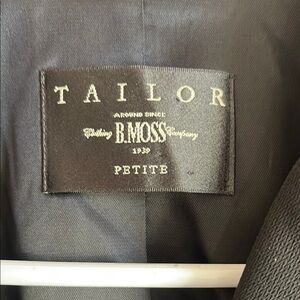 TAILOR
AROUND SINCE
Clothing B.MOSS Company
1939
PETITE